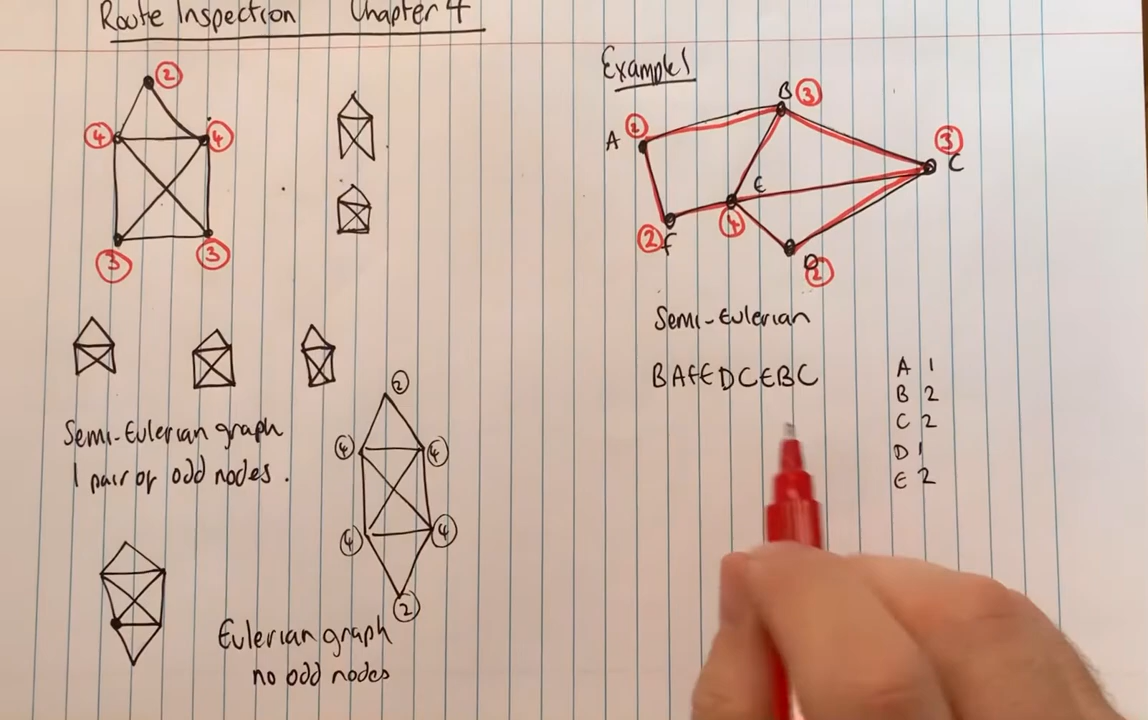 Route Inspection Chapter 4
2
4 4
3 3
Semi-Eulerian graph
1 pair of odd nodes.
2
4 4
4 4
2
Eulerian graph
no odd nodes
Example 1
B 3
A 2
3 C
E
4
2 F
D
2
Semi-Eulerian
BAFEDCEBC
A 1
B 2
C 2
D 1
E 2